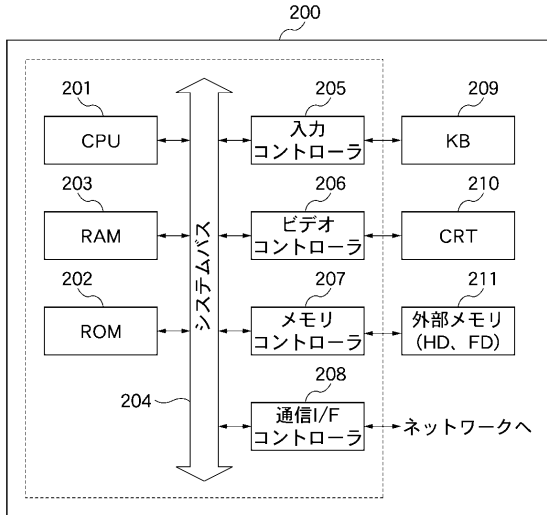 200
201
205
209
CPU
入力
コントローラ
KB
203
206
210
RAM
ビデオ
コントローラ
CRT
202
207
211
ROM
メモリ
コントローラ
外部メモリ
(HD、FD)
システムバス
204
208
通信I/F
コントローラ
ネットワークへ